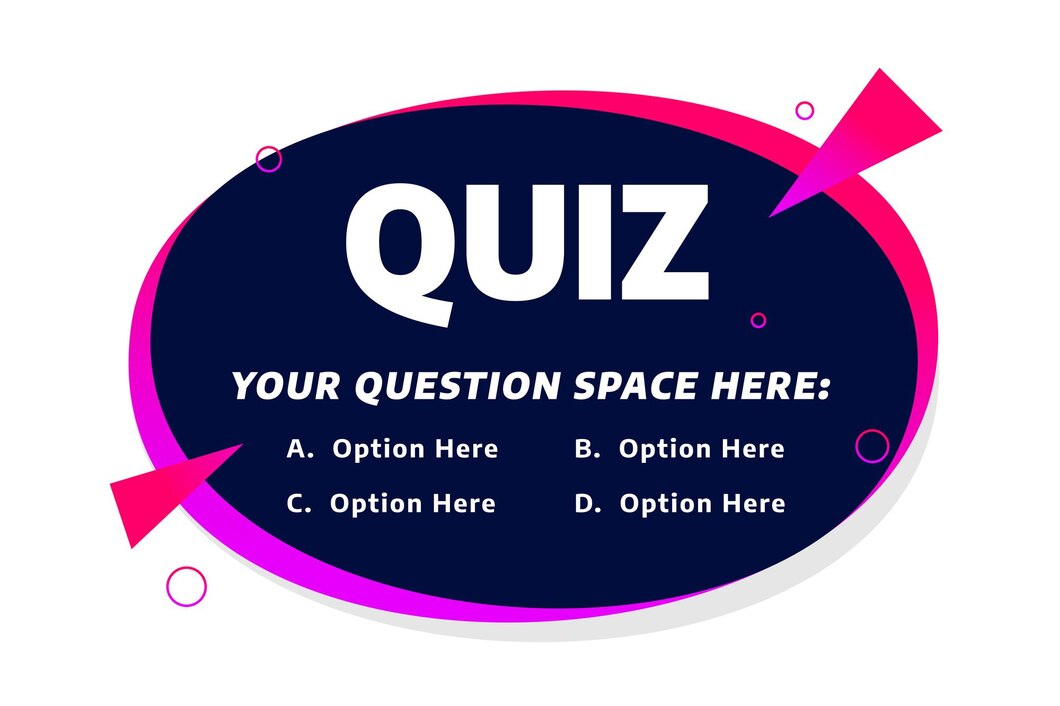 QUIZ
YOUR QUESTION SPACE HERE:
A. Option Here B. Option Here
C. Option Here D. Option Here